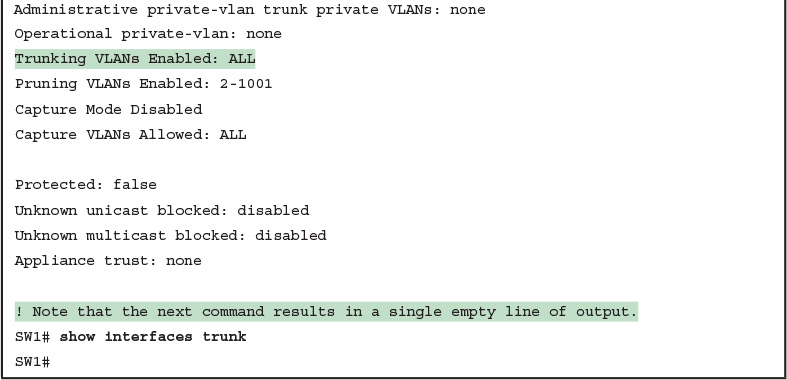 Administrative private-vlan trunk private VLANs: none
Operational private-vlan: none
Trunking VLANs Enabled: ALL
Pruning VLANs Enabled: 2-1001
Capture Mode Disabled
Capture VLANs Allowed: ALL
Protected: false
Unknown unicast blocked: disabled
Unknown multicast blocked: disabled
Appliance trust: none
! Note that the next command results in a single empty line of output.
SW1# show interfaces trunk
SW1#